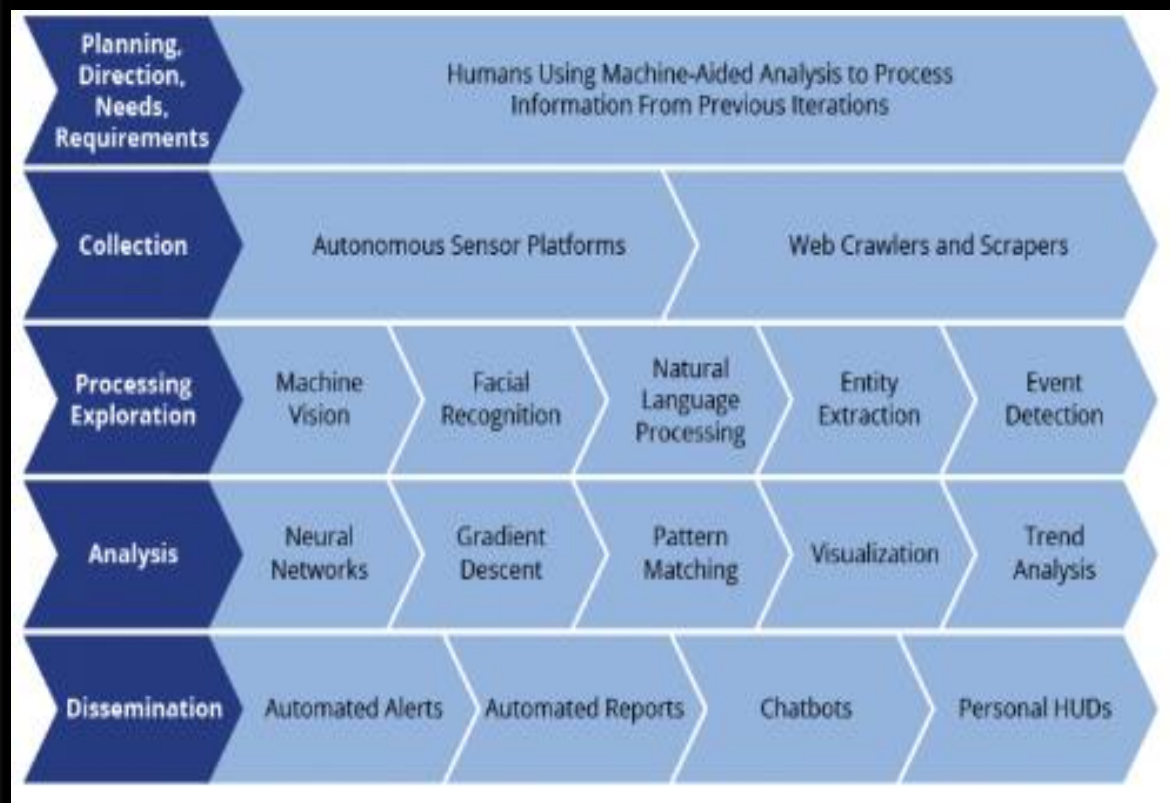 Planning,
Direction,
Needs,
Requirements
Humans Using Machine-Aided Analysis to Process
Information From Previous Iterations
Collection
Autonomous Sensor Platforms
Web Crawlers and Scrapers
Processing
Exploration
Machine
Vision
Facial
Recognition
Natural
Language
Processing
Entity
Extraction
Event
Detection
Analysis
Neural
Networks
Gradient
Descent
Pattern
Matching
Visualization
Trend
Analysis
Dissemination
Automated Alerts
Automated Reports
Chatbots
Personal HUDs